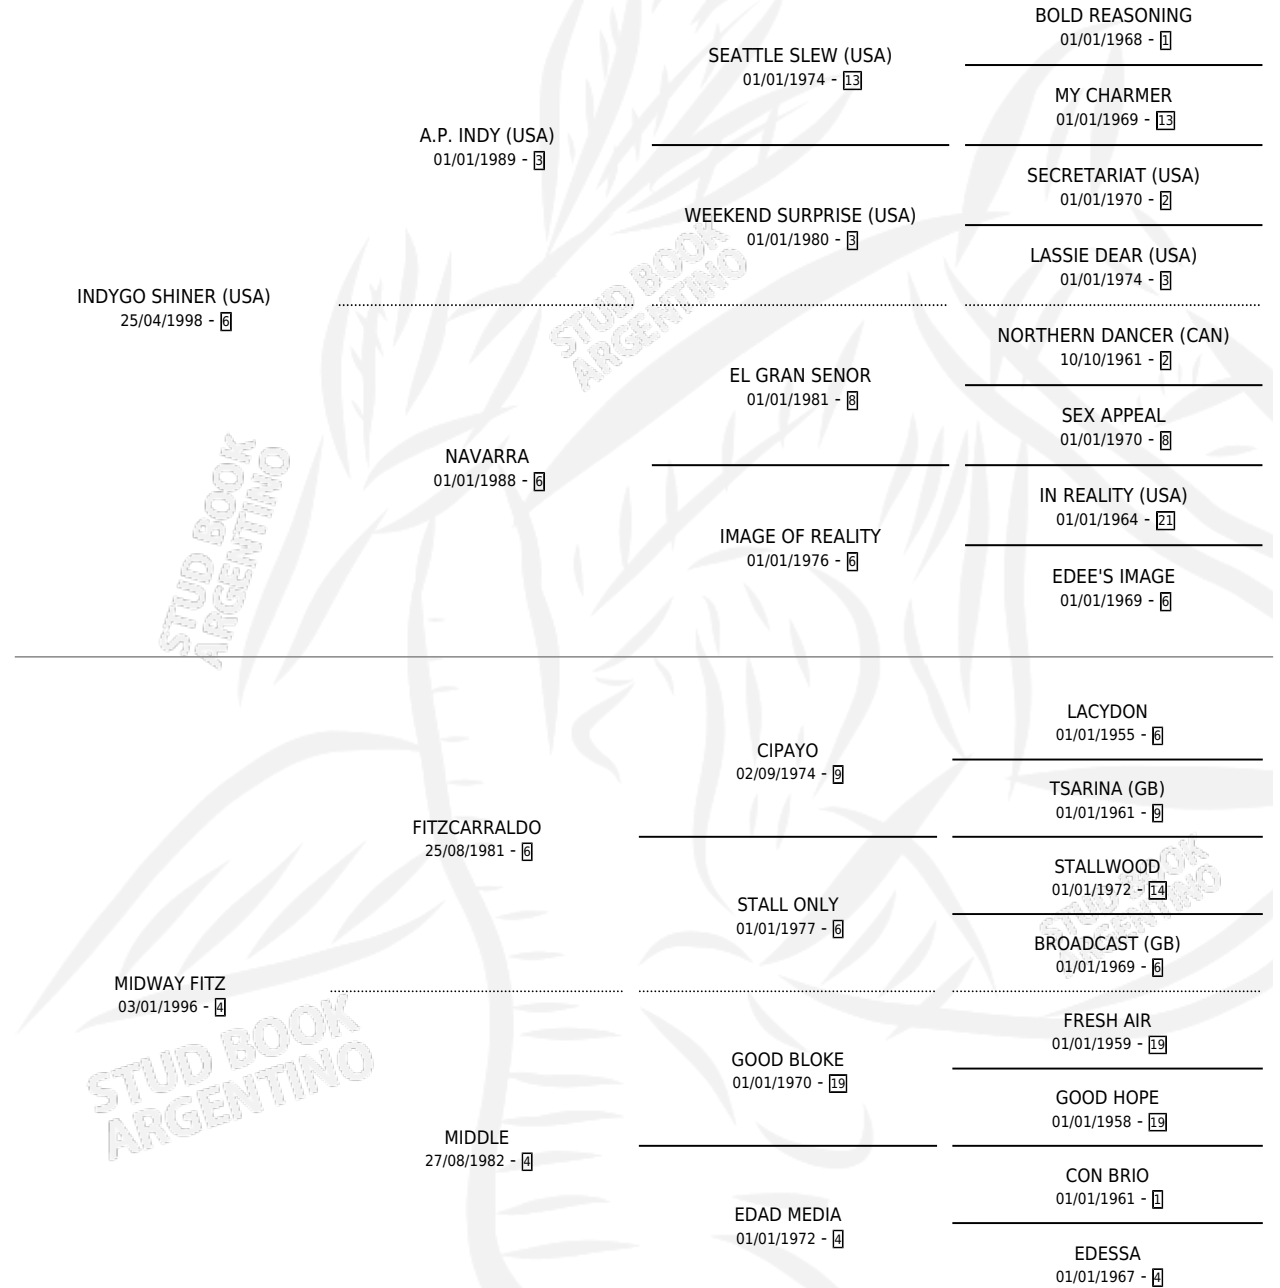 BOLD REASONING
01/01/1968 - 1
SEATTLE SLEW (USA)
01/01/1974 - 13
MY CHARMER
01/01/1969 - 13
A.P. INDY (USA)
01/01/1989 - 3
SECRETARIAT (USA)
01/01/1970 - 2
WEEKEND SURPRISE (USA)
01/01/1980 - 3
LASSIE DEAR (USA)
01/01/1974 - 3
INDYGO SHINER (USA)
25/04/1998 - 6
NORTHERN DANCER (CAN)
10/10/1961 - 2
EL GRAN SENOR
01/01/1981 - 8
SEX APPEAL
01/01/1970 - 8
NAVARRA
01/01/1988 - 6
IN REALITY (USA)
01/01/1964 - 21
IMAGE OF REALITY
01/01/1976 - 6
EDEE'S IMAGE
01/01/1969 - 6
LACYDON
01/01/1955 - 6
CIPAYO
02/09/1974 - 9
TSARINA (GB)
01/01/1961 - 9
FITZCARRALDO
25/08/1981 - 6
STALLWOOD
01/01/1972 - 14
STALL ONLY
01/01/1977 - 6
BROADCAST (GB)
01/01/1969 - 6
MIDWAY FITZ
03/01/1996 - 4
FRESH AIR
01/01/1959 - 19
GOOD BLOKE
01/01/1970 - 19
GOOD HOPE
01/01/1958 - 19
MIDDLE
27/08/1982 - 4
CON BRIO
01/01/1961 - 1
EDAD MEDIA
01/01/1972 - 4
EDESSA
01/01/1967 - 4
STUD BOOK
ARGENTINO
STUD BOOK
ARGENTINO
STUD BOOK
ARGENTINO
STUD BOOK
ARGENTINO